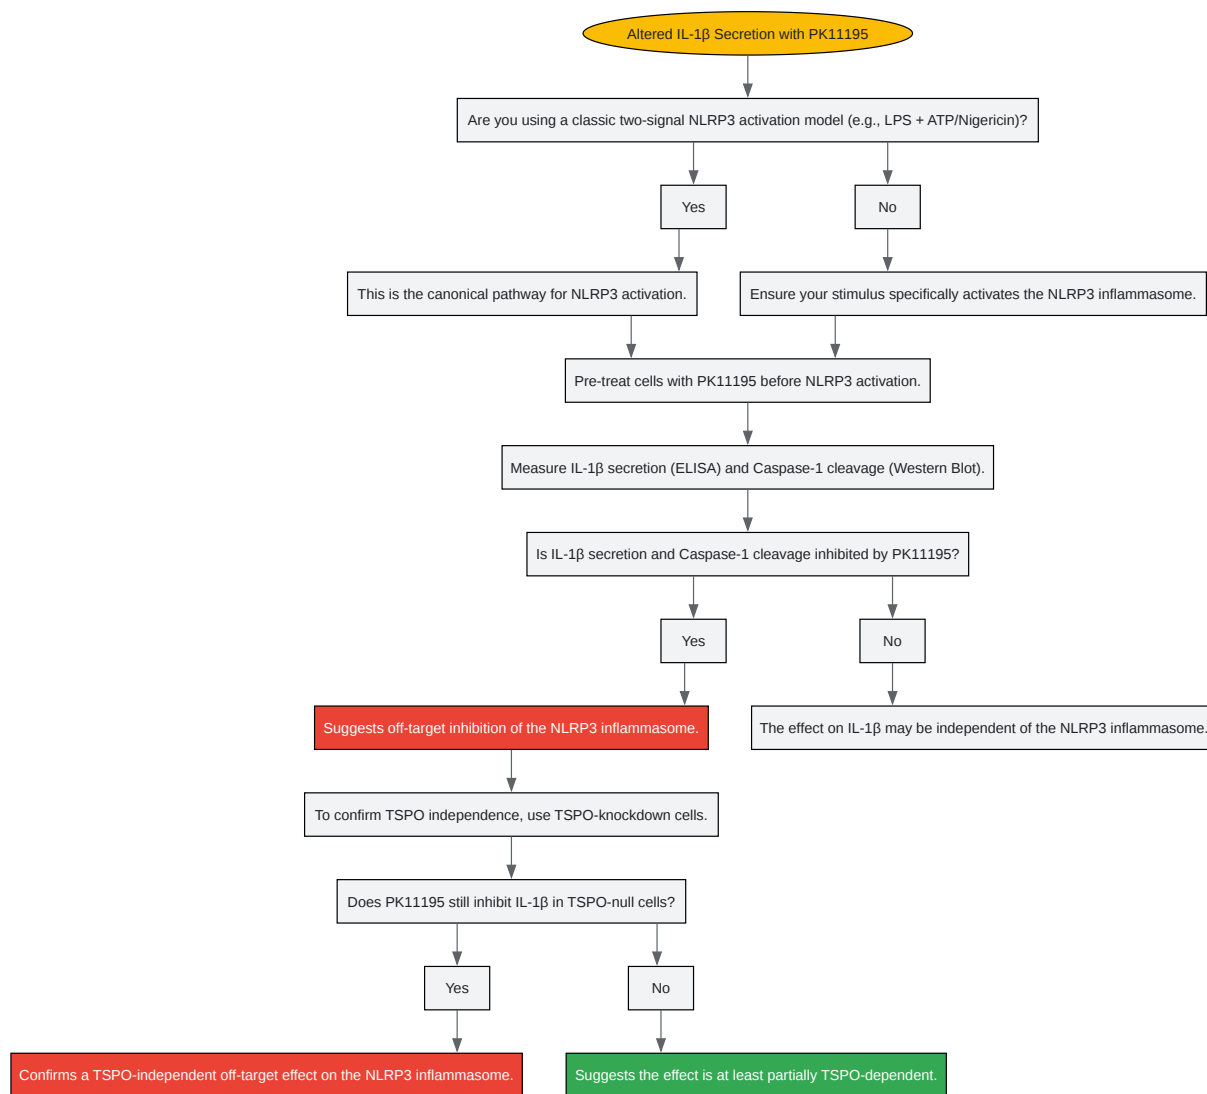 Altered IL-1β Secretion with PK11195
Are you using a classic two-signal NLRP3 activation model (e.g., LPS + ATP/Nigericin)?
Yes
No
This is the canonical pathway for NLRP3 activation.
Ensure your stimulus specifically activates the NLRP3 inflammasome.
Pre-treat cells with PK11195 before NLRP3 activation.
Measure IL-1β secretion (ELISA) and Caspase-1 cleavage (Western Blot).
Is IL-1β secretion and Caspase-1 cleavage inhibited by PK11195?
Yes
No
Suggests off-target inhibition of the NLRP3 inflammasome.
The effect on IL-1β may be independent of the NLRP3 inflammasome.
To confirm TSPO independence, use TSPO-knockdown cells.
Does PK11195 still inhibit IL-1β in TSPO-null cells?
Yes
No
Confirms a TSPO-independent off-target effect on the NLRP3 inflammasome.
Suggests the effect is at least partially TSPO-dependent.